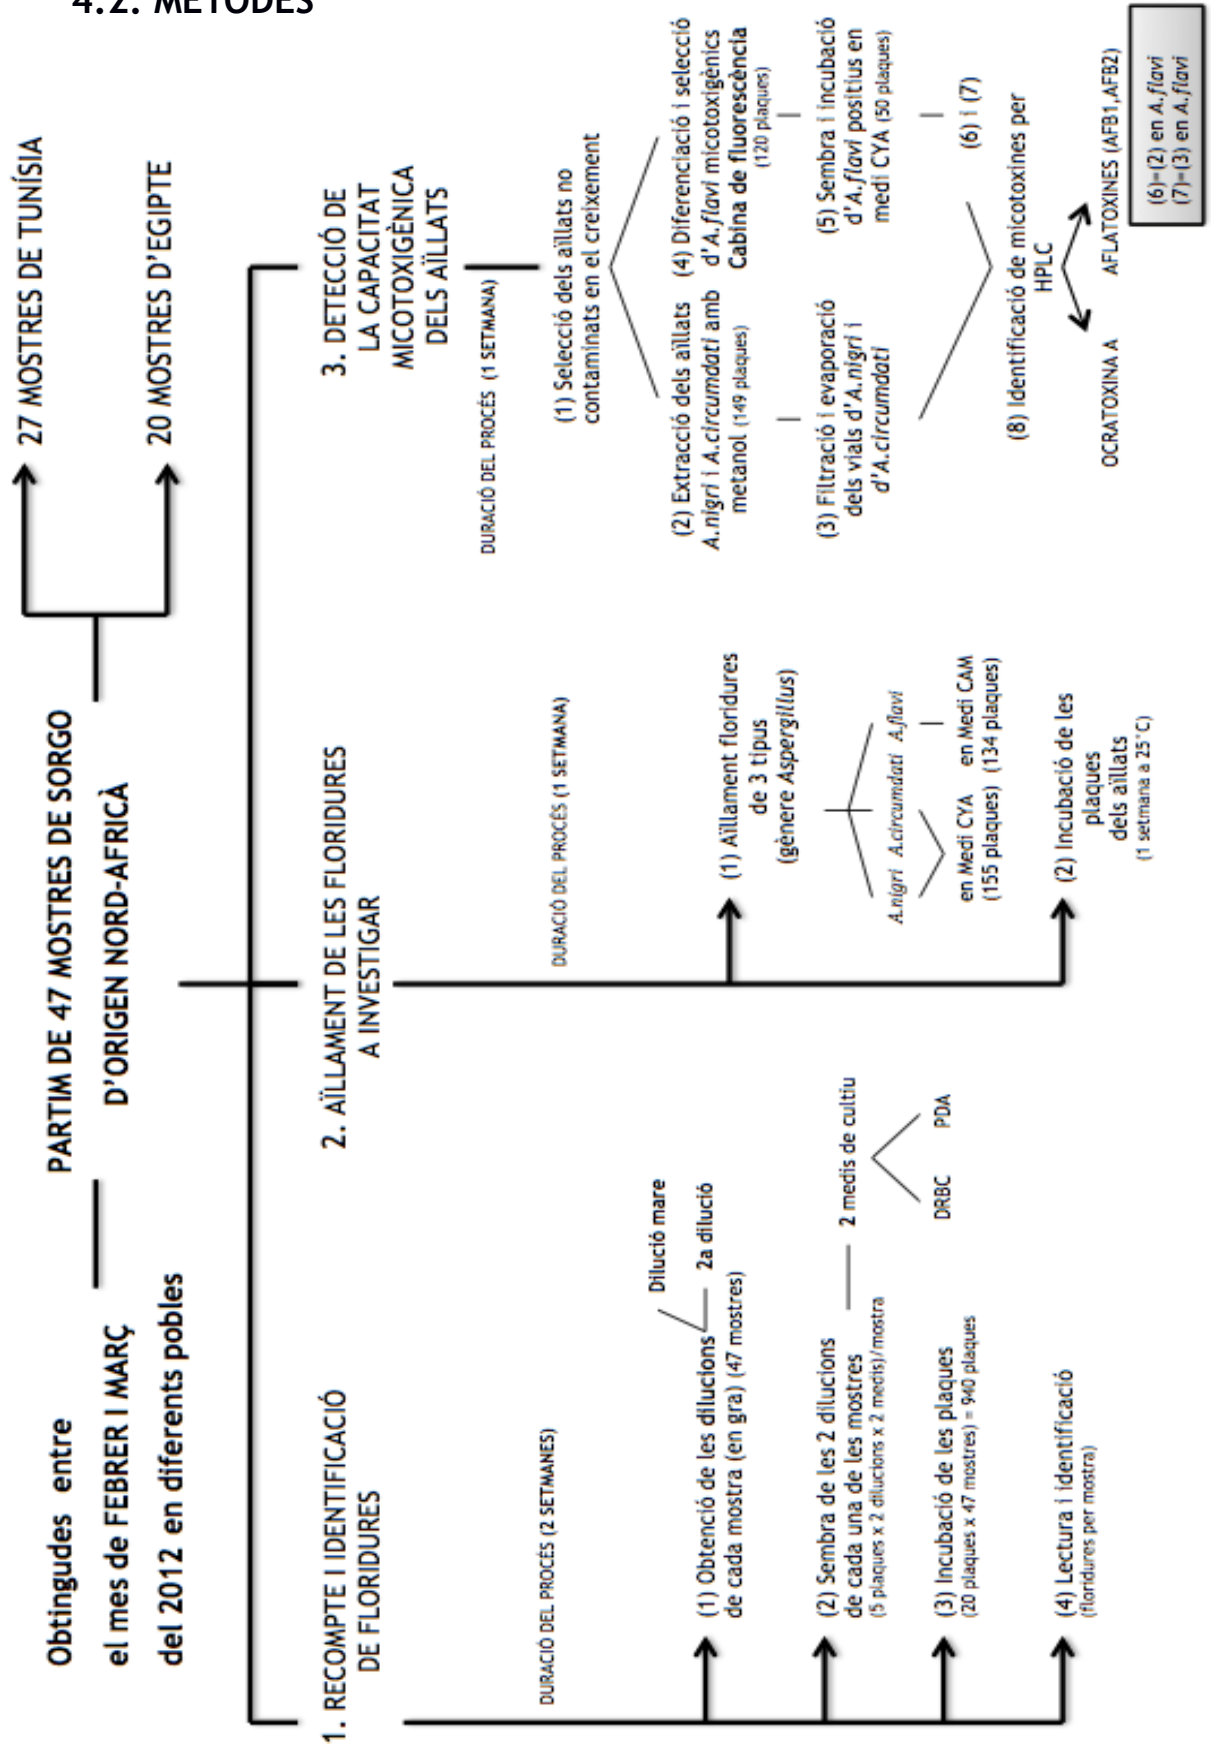 4.2. MÈTODES
Obtingudes entre
el mes de FEBRER I MARÇ
del 2012 en diferents pobles
PARTIM DE 47 MOSTRES DE SORGO
D'ORIGEN NORD-AFRICÀ
27 MOSTRES DE TUNÍSIA
20 MOSTRES D'EGIPTE
1. RECOMPTE I IDENTIFICACIÓ
DE FLORIDURES
DURACIÓ DEL PROCÉS (2 SETMANES)
(1) Obtenció de les dilucions
de cada mostra (en gra) (47 mostres)
Dilució mare
2a dilució
(2) Sembra de les 2 dilucions
de cada una de les mostres
(5 plaques x 2 dilucions x 2 medis)/mostra
2 medis de cultiu
DRBC
PDA
(3) Incubació de les plaques
(20 plaques x 47 mostres) = 940 plaques
(4) Lectura i identificació
(floridures per mostra)
2. AÏLLAMENT DE LES FLORIDURES
A INVESTIGAR
DURACIÓ DEL PROCÉS (1 SETMANA)
(1) Aïllament floridures
de 3 tipus
(gènere Aspergillus)
A.nigri A.circumdati A.flavi
en Medi CYA
(155 plaques)
en Medi CAM
(134 plaques)
(2) Incubació de les
plaques
dels aïllats
(1 setmana a 25°C)
3. DETECCIÓ DE
LA CAPACITAT
MICOTOXIGÈNICA
DELS AÏLLATS
DURACIÓ DEL PROCÉS (1 SETMANA)
(1) Selecció dels aïllats no
contaminats en el creixement
(2) Extracció dels aïllats
A.nigri i A.circumdati amb
metanol (149 plaques)
(3) Filtració i evaporació
dels vials d'A.nigri i
d'A.circumdati
(4) Diferenciació i selecció
d'A.flavi micotoxigènics
Cabina de fluorescència
(120 plaques)
(5) Sembra i incubació
d'A.flavi positius en
medi CYA (50 plaques)
(6) i (7)
(8) Identificació de micotoxines per
HPLC
OCRATOXINA A
AFLATOXINES (AFB1,AFB2)
(6)=(2) en A.flavi
(7)=(3) en A.flavi